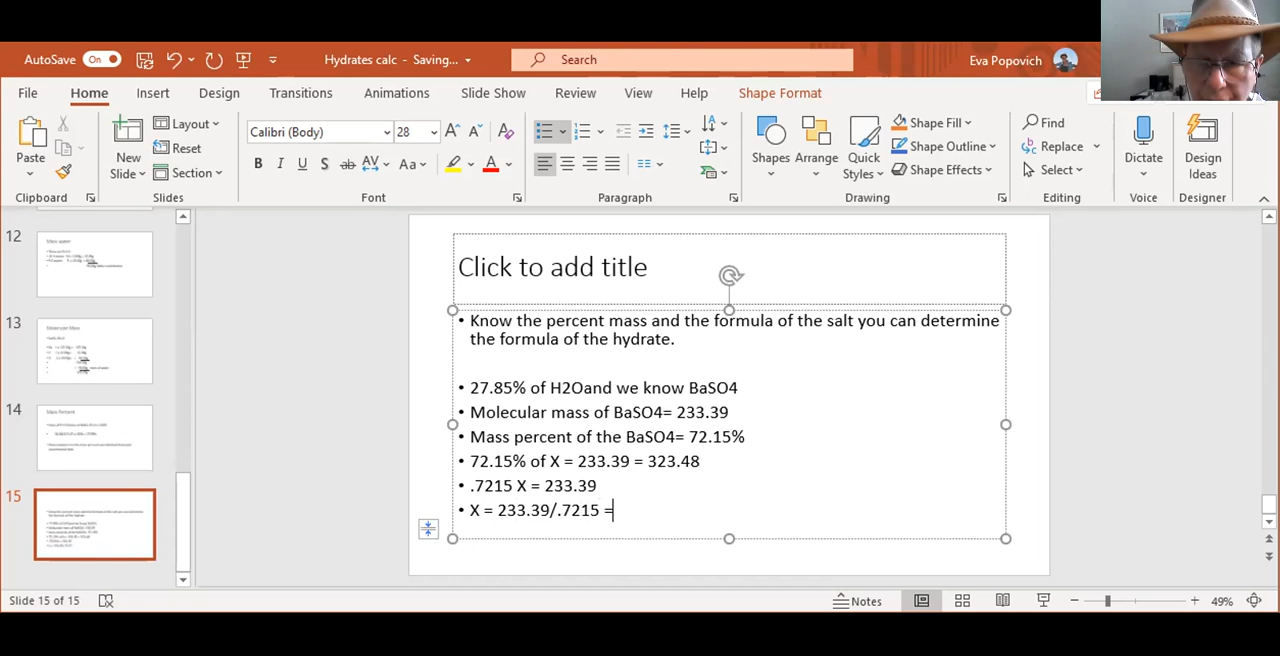 AutoSave On Hydrates calc - Saving... Search Eva Popovich
File Home Insert Design Transitions Animations Slide Show Review View Help Shape Format
Paste New Slide Layout Reset Section Calibri (Body) 28 Shapes Arrange Quick Styles Shape Fill Shape Outline Shape Effects Find Replace Select Dictate Design Ideas
Clipboard Slides Font Paragraph Drawing Editing Voice Designer
12
13
14
15
Click to add title
• Know the percent mass and the formula of the salt you can determine
the formula of the hydrate.
• 27.85% of H2Oand we know BaSO4
• Molecular mass of BaSO4= 233.39
• Mass percent of the BaSO4= 72.15%
• 72.15% of X = 233.39 = 323.48
• .7215 X = 233.39
• X = 233.39/.7215 =
Slide 15 of 15 Notes 49%